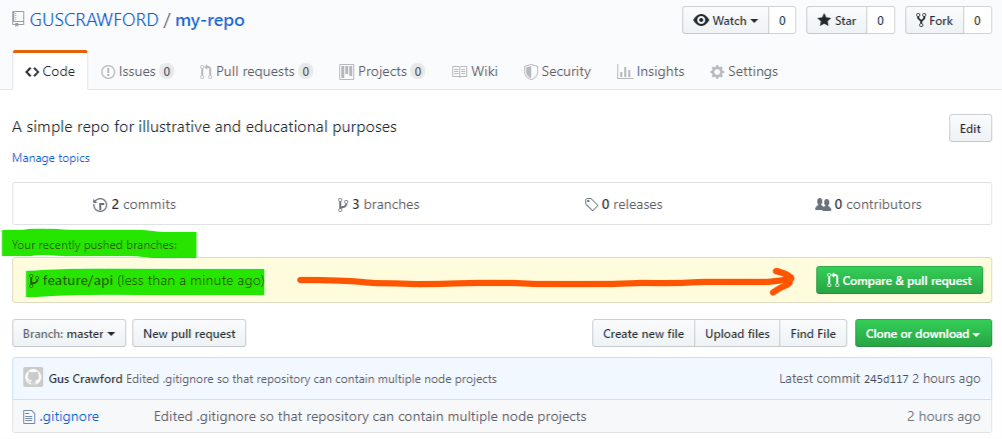 GUSCRAWFORD / my-repo Watch 0 Star 0 Fork 0
Code Issues 0 Pull requests 0 Projects 0 Wiki Security Insights Settings
A simple repo for illustrative and educational purposes Edit
Manage topics
2 commits 3 branches 0 releases 0 contributors
Your recently pushed branches:
feature/api (less than a minute ago) Compare & pull request
Branch: master New pull request Create new file Upload files Find File Clone or download
Gus Crawford Edited .gitignore so that repository can contain multiple node projects Latest commit 245d117 2 hours ago
.gitignore Edited .gitignore so that repository can contain multiple node projects 2 hours ago